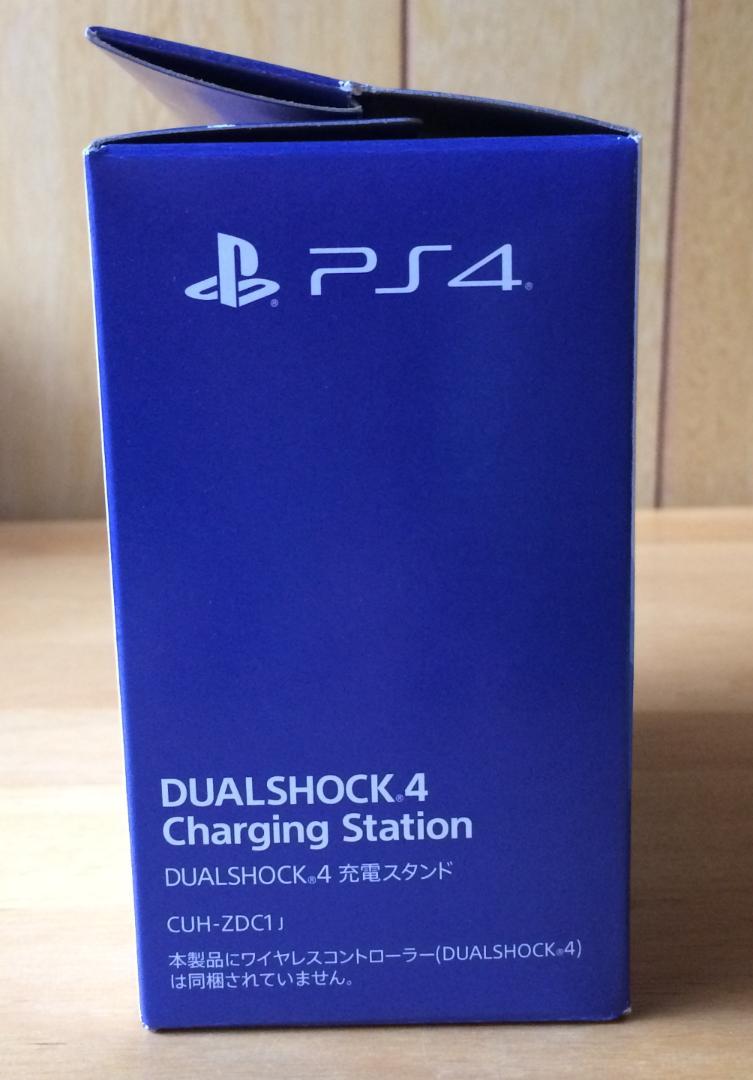 PS4®
DUALSHOCK®4
Charging Station
DUALSHOCK®4 充電スタンド
CUH-ZDC1J
本製品にワイヤレスコントローラー(DUALSHOCK®4)
は同梱されていません。